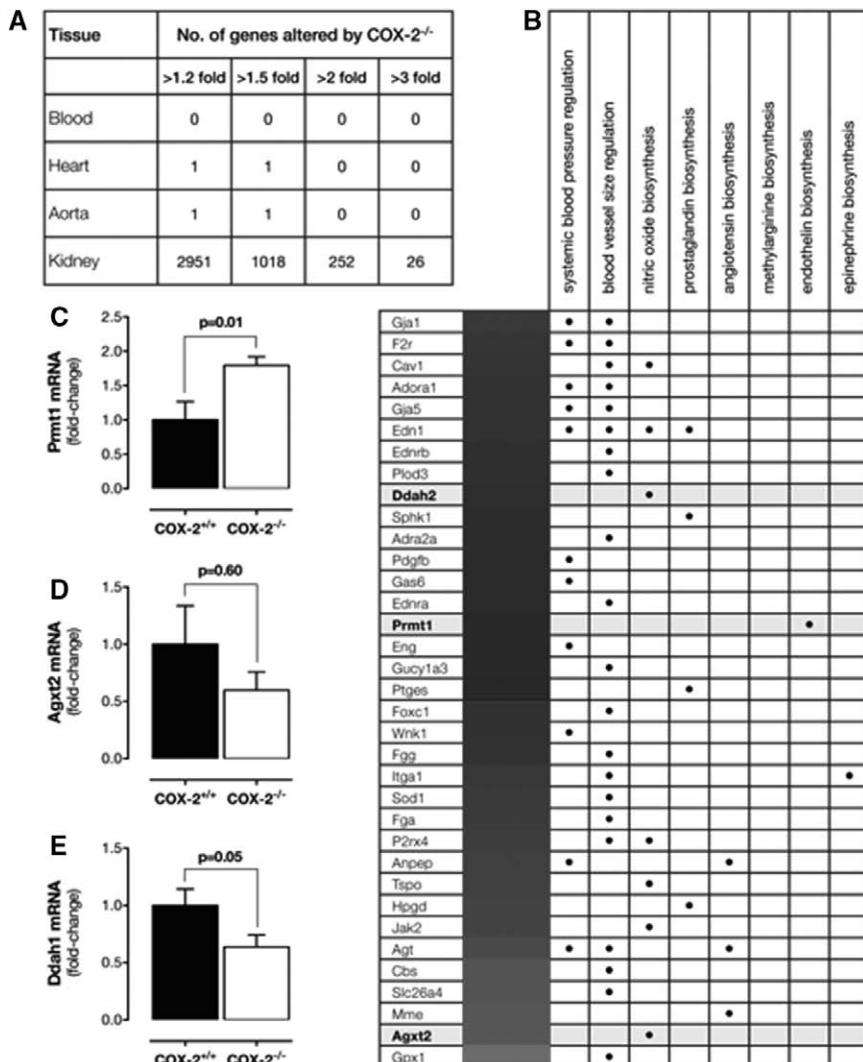 A
Tissue No. of genes altered by COX-2-/-
>1.2 fold >1.5 fold >2 fold >3 fold
Blood 0 0 0 0
Heart 1 1 0 0
Aorta 1 1 0 0
Kidney 2951 1018 252 26
B
systemic blood pressure regulation
blood vessel size regulation
nitric oxide biosynthesis
prostaglandin biosynthesis
angiotensin biosynthesis
methylarginine biosynthesis
endothelin biosynthesis
epinephrine biosynthesis
Gja1
F2r
Cav1
Adora1
Gja5
Edn1
Ednrb
Plod3
Ddah2
Sphk1
Adra2a
Pdgfb
Gas6
Ednra
Prmt1
Eng
Gucy1a3
Ptges
Foxc1
Wnk1
Fgg
Itga1
Sod1
Fga
P2rx4
Anpep
Tspo
Hpgd
Jak2
Agt
Cbs
Slc26a4
Mme
Agxt2
Gpx1
C
Prmt1 mRNA
(fold-change)
2.5
2.0
1.5
1.0
0.5
0.0
p=0.01
COX-2+/+ COX-2-/-
D
Agxt2 mRNA
(fold-change)
1.5
1.0
0.5
0.0
p=0.60
COX-2+/+ COX-2-/-
E
Ddah1 mRNA
(fold-change)
1.5
1.0
0.5
0.0
p=0.05
COX-2+/+ COX-2-/-